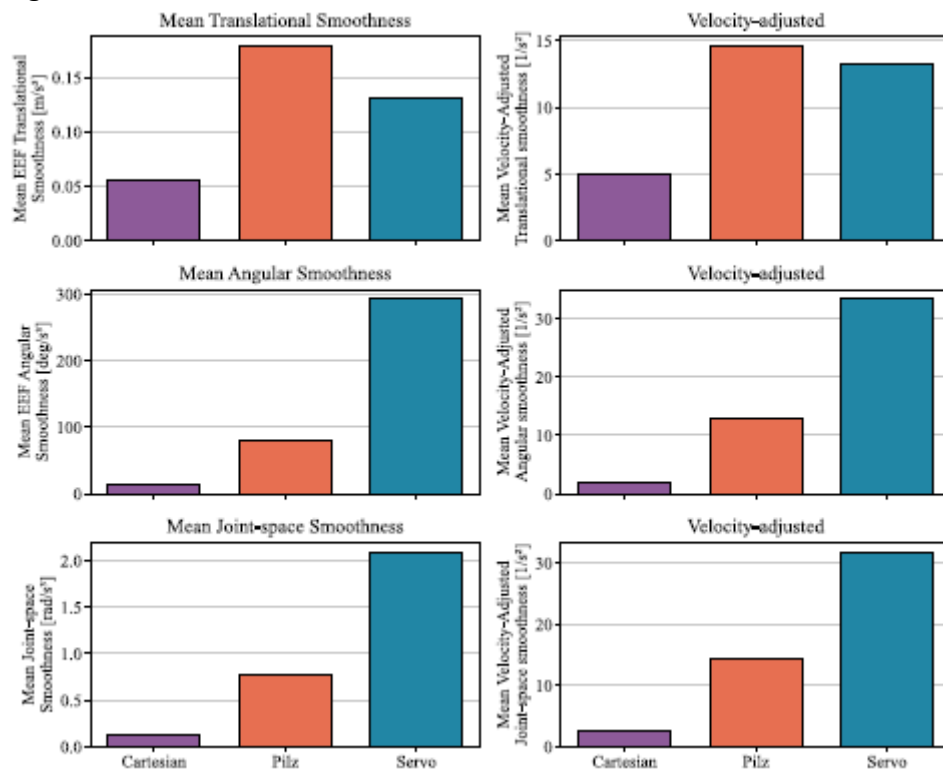 Mean Translational Smoothness
Mean EEF Translational
Smoothness [m/s³]
0.15
0.10
0.05
0.00
Velocity-adjusted
Mean Velocity-Adjusted
Translational smoothness [1/s²]
15
10
5
0
Mean Angular Smoothness
Mean EEF Angular
Smoothness [deg/s³]
300
200
100
0
Velocity-adjusted
Mean Velocity-Adjusted
Angular smoothness [1/s²]
30
20
10
0
Mean Joint-space Smoothness
Mean Joint-space
Smoothness [rad/s³]
2.0
1.5
1.0
0.5
0.0
Cartesian Pilz Servo
Velocity-adjusted
Mean Velocity-Adjusted
Joint-space smoothness [1/s²]
30
20
10
0
Cartesian Pilz Servo